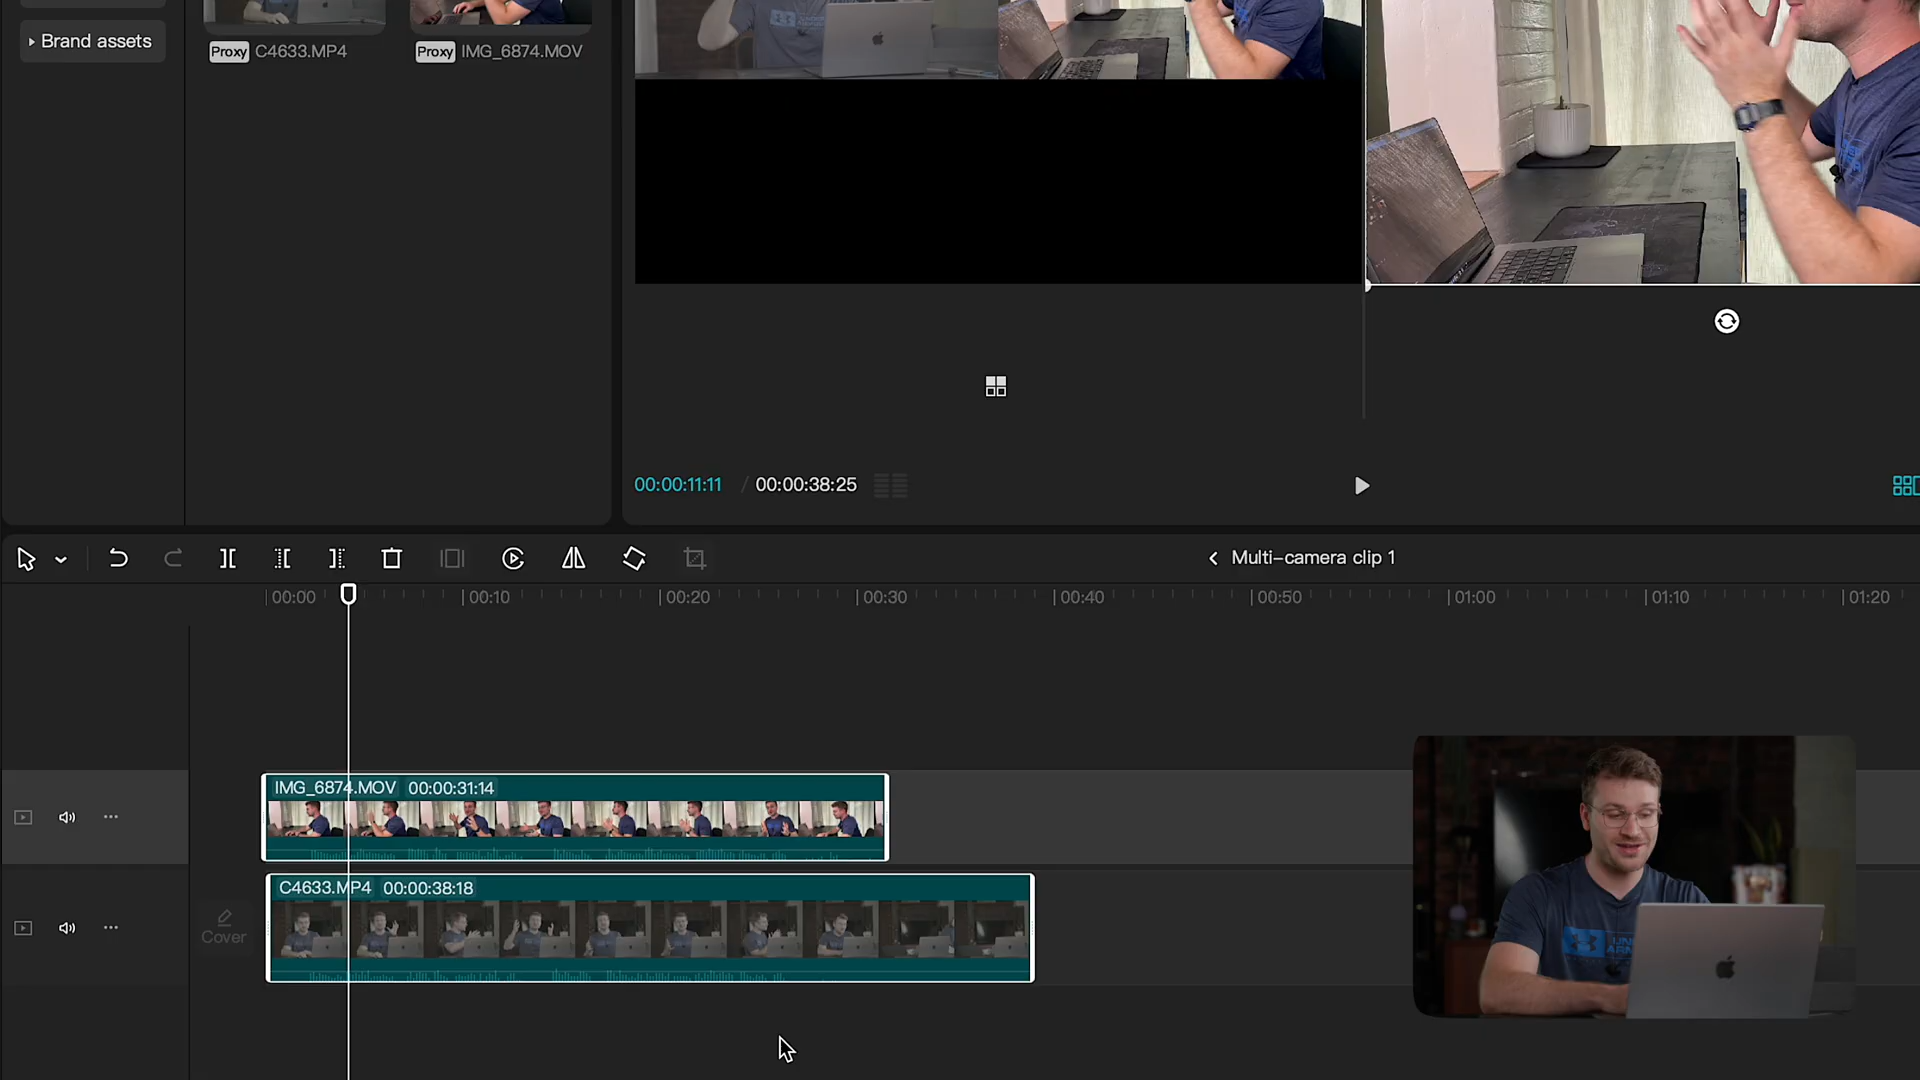 Brand assets
Proxy C4633.MP4
Proxy IMG_6874.MOV
00:00:11:11 / 00:00:38:25
Multi-camera clip 1
00:00 00:10 00:20 00:30 00:40 00:50 01:00 01:10 01:20
IMG_6874.MOV 00:00:31:14
C4633.MP4 00:00:38:18
Cover